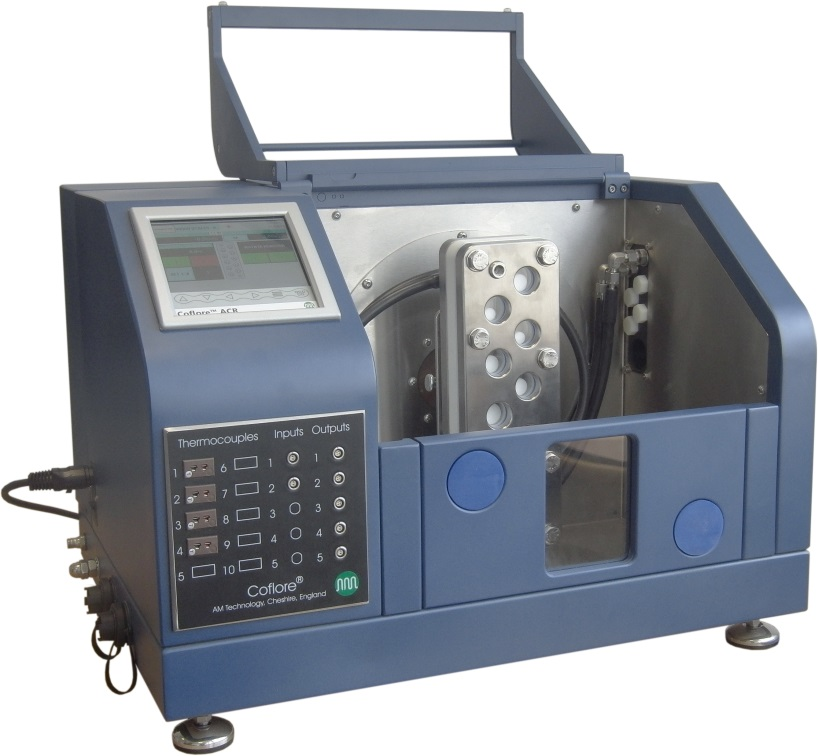 Coflore™ ACR
Thermocouples Inputs Outputs
1 6 1 1
2 7 2 2
3 8 3 3
4 9 4 4
5 10 5 5
Coflore®
AM Technology, Cheshire, England